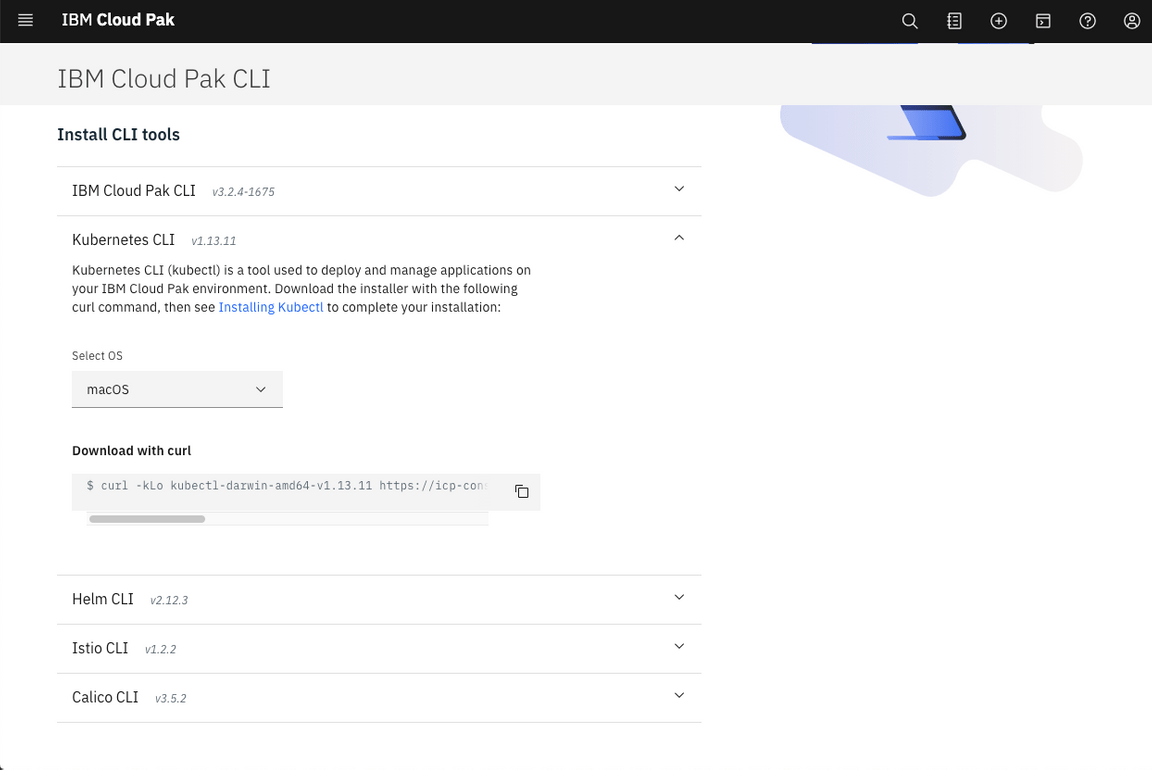 IBM Cloud Pak
IBM Cloud Pak CLI
Install CLI tools
IBM Cloud Pak CLI v3.2.4-1675
Kubernetes CLI v1.13.11
Kubernetes CLI (kubectl) is a tool used to deploy and manage applications on
your IBM Cloud Pak environment. Download the installer with the following
curl command, then see Installing Kubectl to complete your installation:
Select OS
macOS
Download with curl
$ curl -kLo kubectl-darwin-amd64-v1.13.11 https://icp-cons
Helm CLI v2.12.3
Istio CLI v1.2.2
Calico CLI v3.5.2